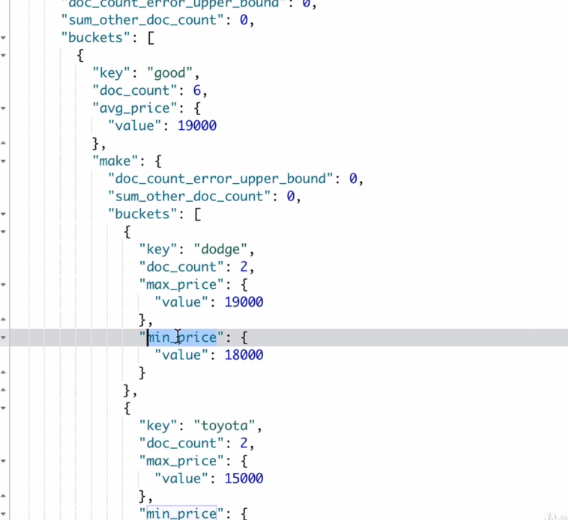 "doc_count_error_upper_bound": 0,
"sum_other_doc_count": 0,
"buckets": [
{
"key": "good",
"doc_count": 6,
"avg_price": {
"value": 19000
},
"make": {
"doc_count_error_upper_bound": 0,
"sum_other_doc_count": 0,
"buckets": [
{
"key": "dodge",
"doc_count": 2,
"max_price": {
"value": 19000
},
"min_price": {
"value": 18000
}
},
{
"key": "toyota",
"doc_count": 2,
"max_price": {
"value": 15000
},
"min_price": {